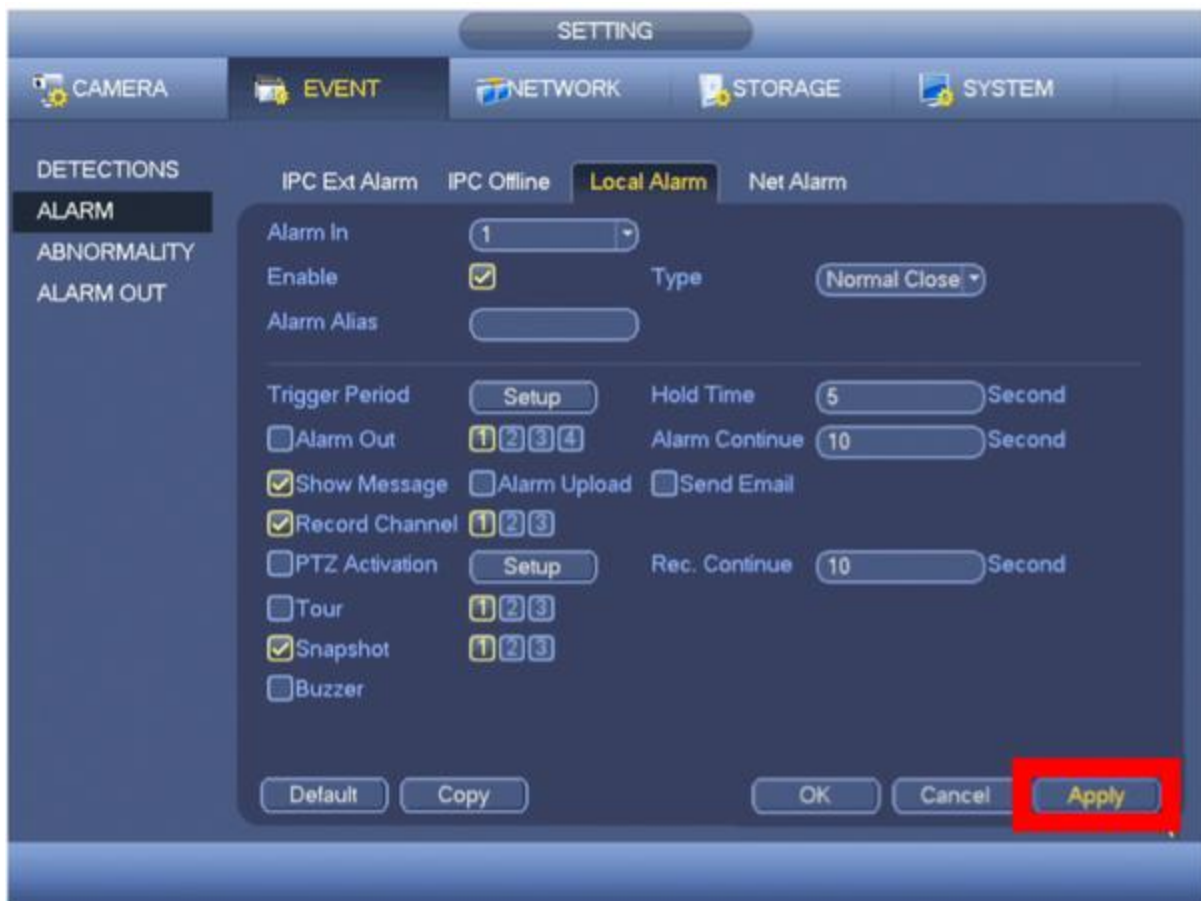 SETTING
CAMERA EVENT NETWORK STORAGE SYSTEM
DETECTIONS
ALARM
ABNORMALITY
ALARM OUT
IPC Ext Alarm IPC Offline Local Alarm Net Alarm
Alarm In 1
Enable Type Normal Close
Alarm Alias
Trigger Period Setup Hold Time 5 Second
Alarm Out 1 2 3 4 Alarm Continue 10 Second
Show Message Alarm Upload Send Email
Record Channel 1 2 3
PTZ Activation Setup Rec. Continue 10 Second
Tour 1 2 3
Snapshot 1 2 3
Buzzer
Default Copy OK Cancel Apply